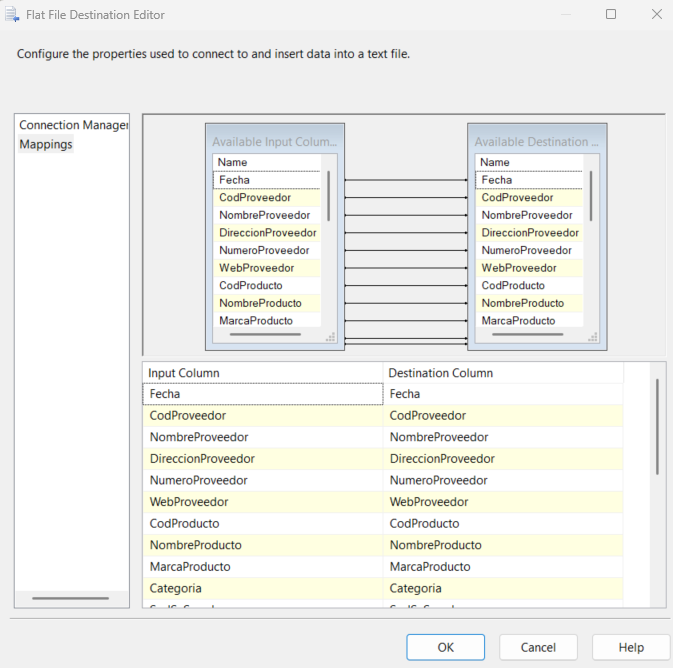 Flat File Destination Editor
Configure the properties used to connect to and insert data into a text file.
Connection Manager
Mappings
Available Input Colum...
Name
Fecha
CodProveedor
NombreProveedor
DireccionProveedor
NumeroProveedor
WebProveedor
CodProducto
NombreProducto
MarcaProducto
Available Destination ...
Name
Fecha
CodProveedor
NombreProveedor
DireccionProveedor
NumeroProveedor
WebProveedor
CodProducto
NombreProducto
MarcaProducto
Input Column Destination Column
Fecha Fecha
CodProveedor CodProveedor
NombreProveedor NombreProveedor
DireccionProveedor DireccionProveedor
NumeroProveedor NumeroProveedor
WebProveedor WebProveedor
CodProducto CodProducto
NombreProducto NombreProducto
MarcaProducto MarcaProducto
Categoria Categoria
OK Cancel Help